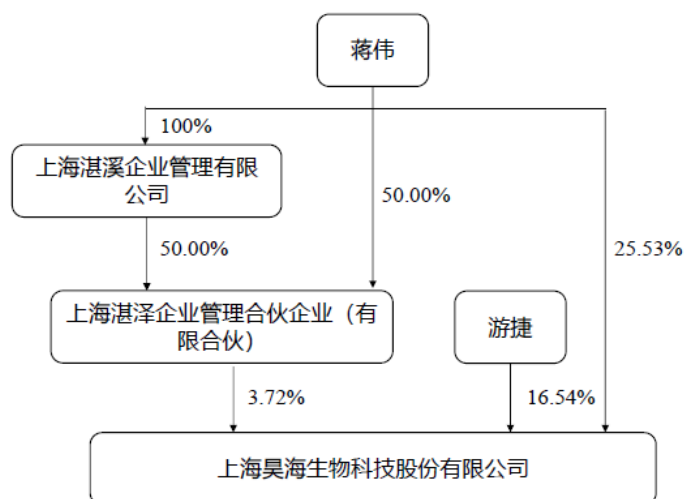 蒋伟
100%
上海湛溪企业管理有限
公司
50.00%
50.00%
25.53%
上海湛泽企业管理合伙企业（有
限合伙）
游捷
3.72%
16.54%
上海昊海生物科技股份有限公司